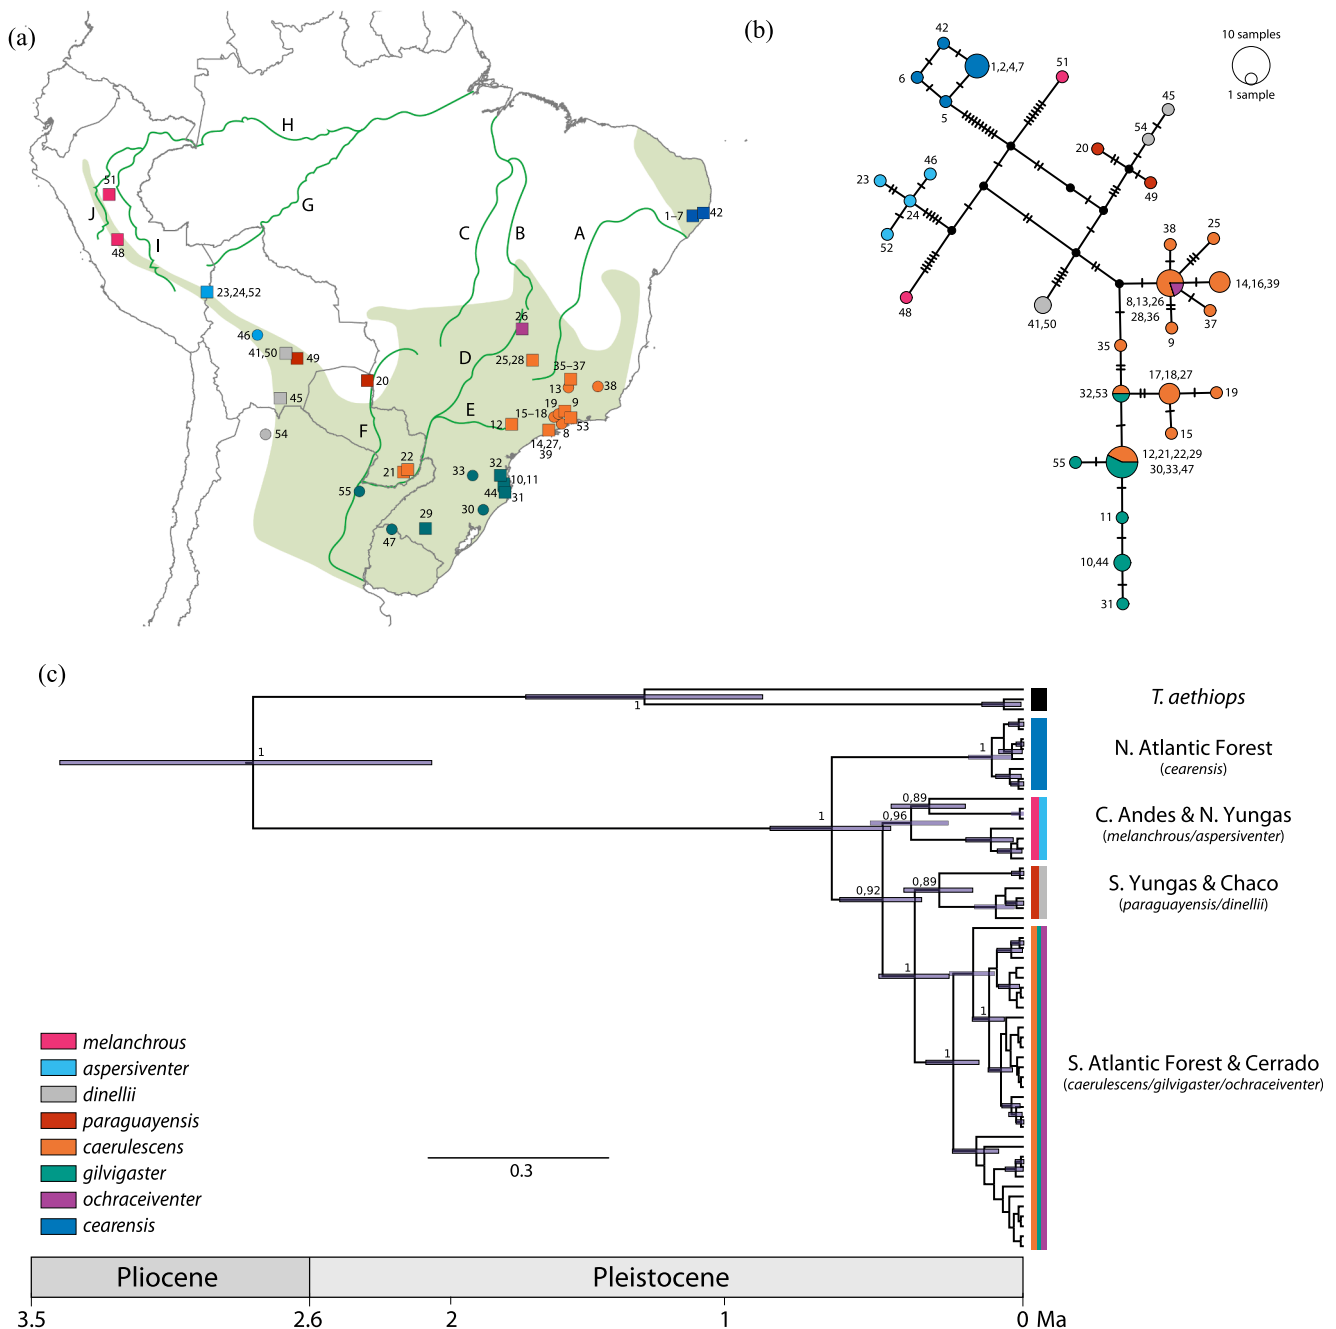 (a)
H
51
J
G
48
I
C
B
A
1–7
42
23,24,52
46
41,50
49
20
45
54
26
D
25,28
35–37
13
38
19
9
15–18
E
12
53
8
14,27,
39
F
22
21
33
32
10,11
44
31
55
30
29
47
(b)
42
1,2,4,7
6
5
51
10 samples
1 sample
45
54
20
49
46
23
24
52
48
41,50
38
25
14,16,39
8,13,26
28,36
37
9
35
17,18,27
32,53
19
15
12,21,22,29
30,33,47
55
11
10,44
31
(c)
1
T. aethiops
1
1
N. Atlantic Forest
(cearensis)
0,89
1
0,96
C. Andes & N. Yungas
(melanchrous/aspersiventer)
0,92
0,89
S. Yungas & Chaco
(paraguayensis/dinellii)
1
1
1
S. Atlantic Forest & Cerrado
(caerulescens/gilvigaster/ochraceiventer)
melanchrous
aspersiventer
dinellii
paraguayensis
caerulescens
gilvigaster
ochraceiventer
cearensis
0.3
Pliocene
Pleistocene
3.5
2.6
2
1
0 Ma